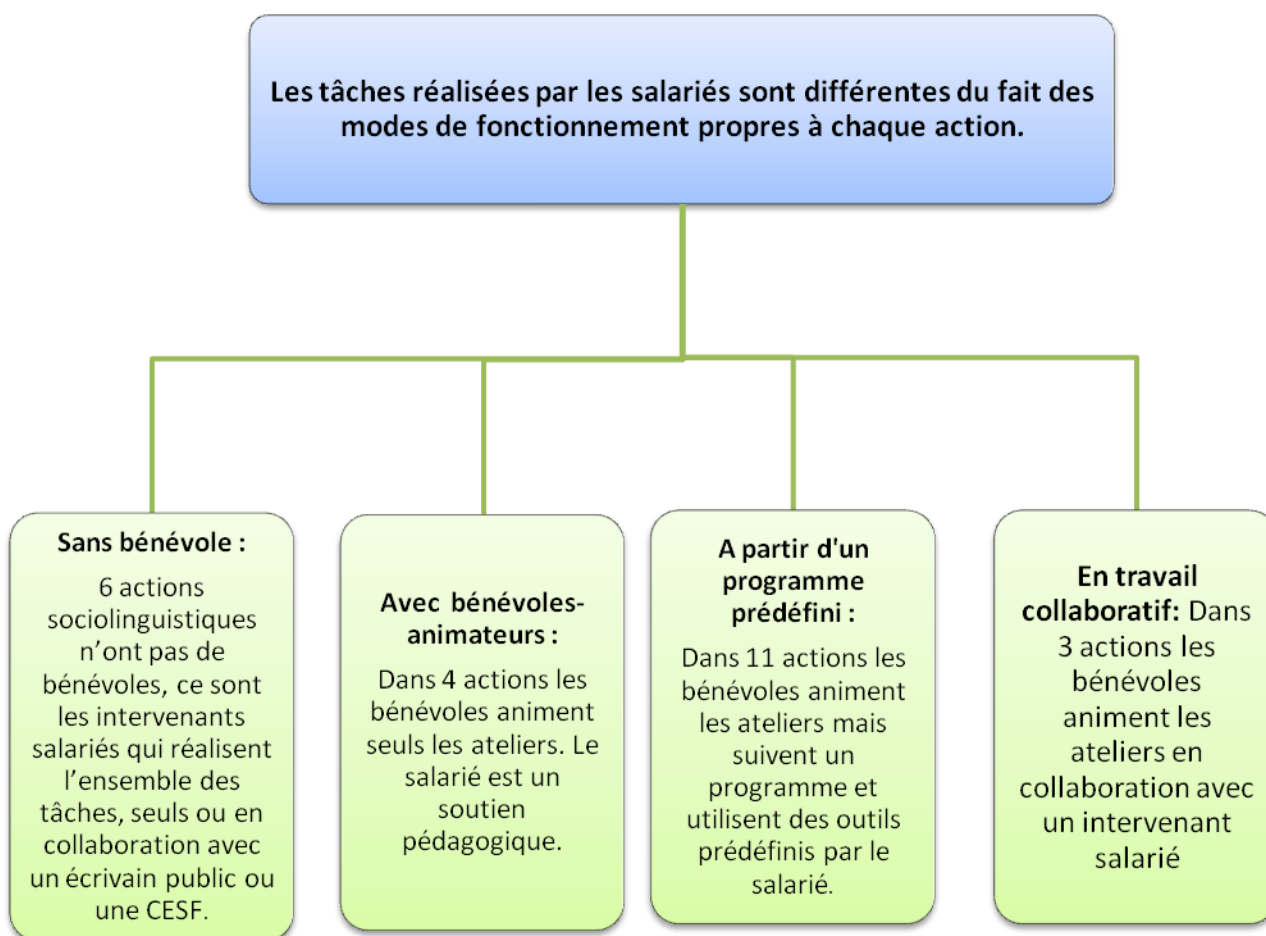 Les tâches réalisées par les salariés sont différentes du fait des
modes de fonctionnement propres à chaque action.
Sans bénévole :
6 actions
sociolinguistiques
n’ont pas de
bénévoles, ce sont
les intervenants
salariés qui réalisent
l’ensemble des
tâches, seuls ou en
collaboration avec
un écrivain public ou
une CESF.
Avec bénévoles-
animateurs :
Dans 4 actions les
bénévoles animent
seuls les ateliers. Le
salarié est un
soutien
pédagogique.
A partir d'un
programme
prédéfini :
Dans 11 actions les
bénévoles animent
les ateliers mais
suivent un
programme et
utilisent des outils
prédéfinis par le
salarié.
En travail
collaboratif: Dans
3 actions les
bénévoles
animent les
ateliers en
collaboration avec
un intervenant
salarié